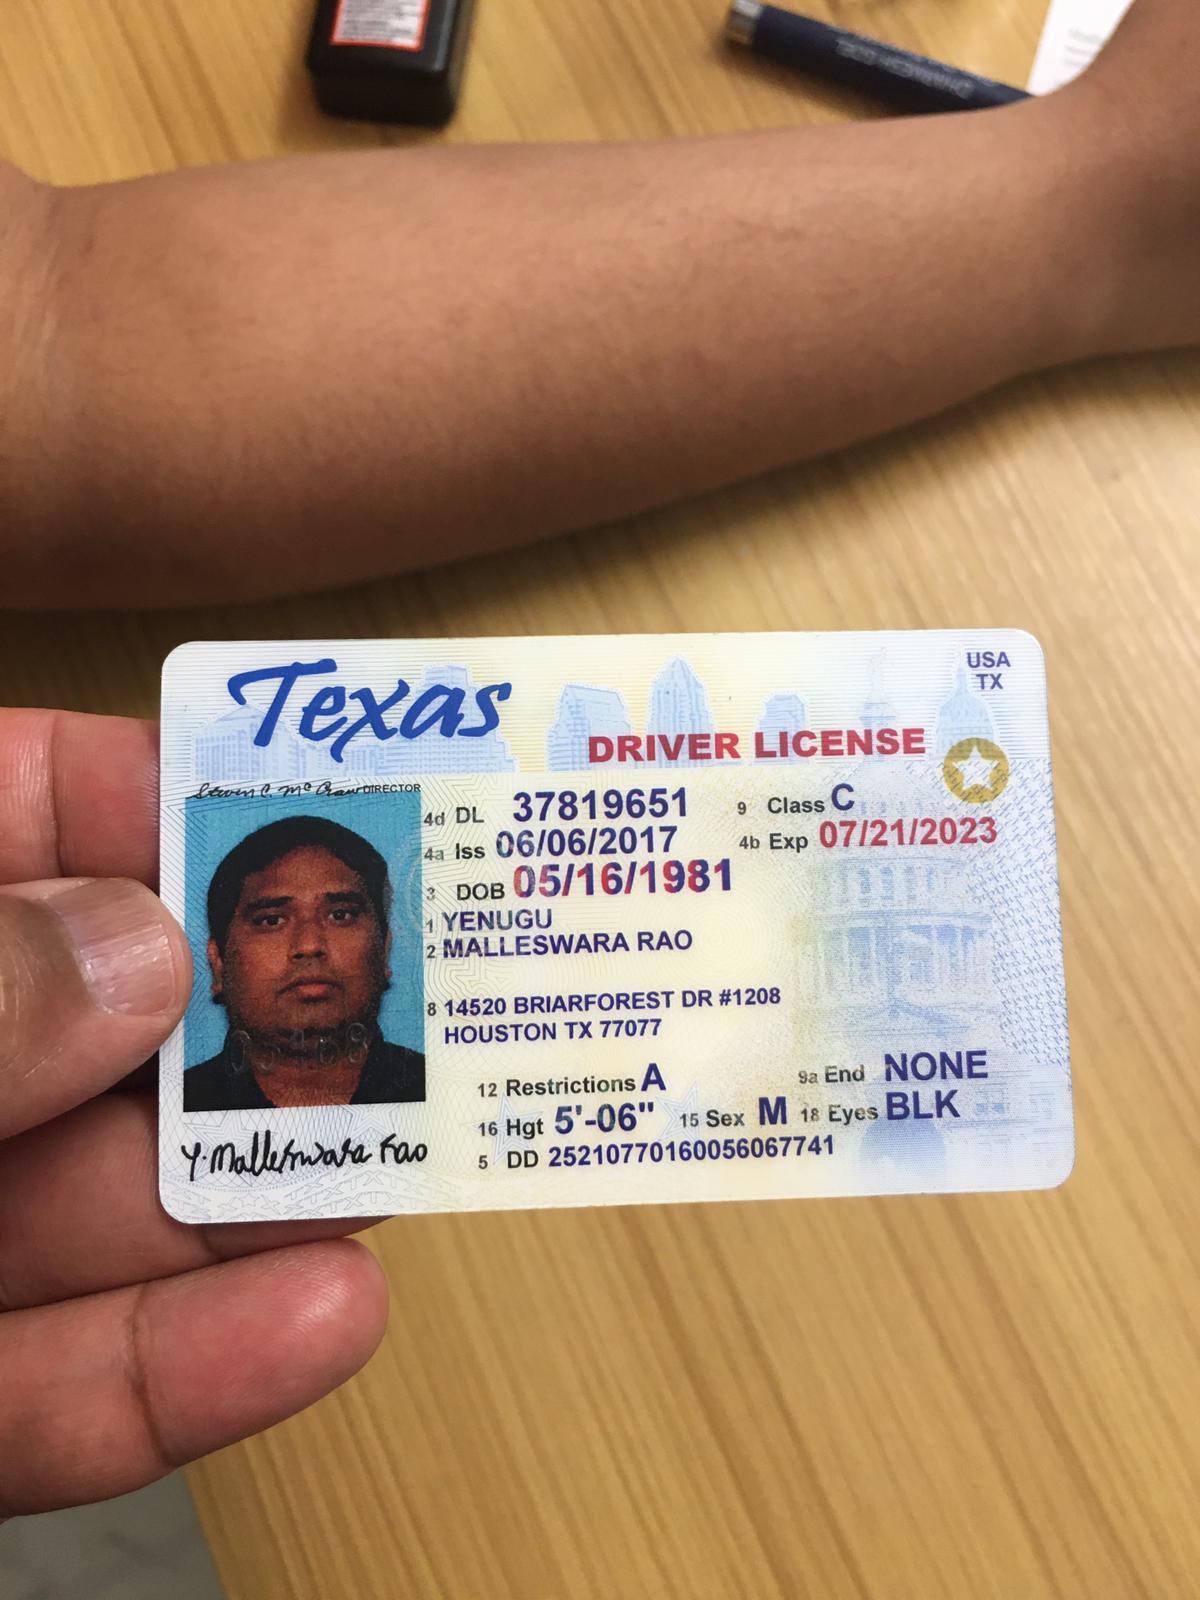 Texas
USA
TX
DRIVER LICENSE
DIRECTOR
4d DL 37819651
9 Class C
4a Iss 06/06/2017
4b Exp 07/21/2023
3 DOB 05/16/1981
1 YENUGU
2 MALLESWARA RAO
8 14520 BRIARFOREST DR #1208
HOUSTON TX 77077
12 Restrictions A
9a End NONE
16 Hgt 5'-06" 15 Sex M 18 Eyes BLK
5 DD 25210770160056067741
Y. Malleswara Rao